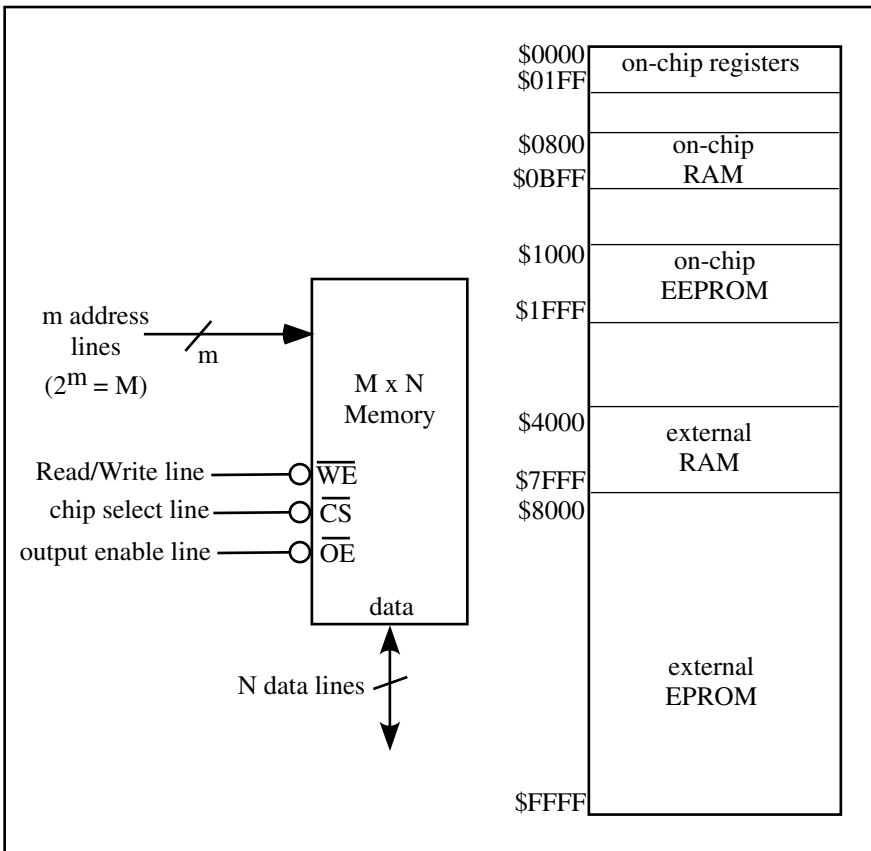 m address
lines
(2^m = M)
m
M x N
Memory
Read/Write line
WE
chip select line
CS
output enable line
OE
data
N data lines
$0000
on-chip registers
$01FF
$0800
on-chip
RAM
$0BFF
$1000
on-chip
EEPROM
$1FFF
$4000
external
RAM
$7FFF
$8000
external
EPROM
$FFFF